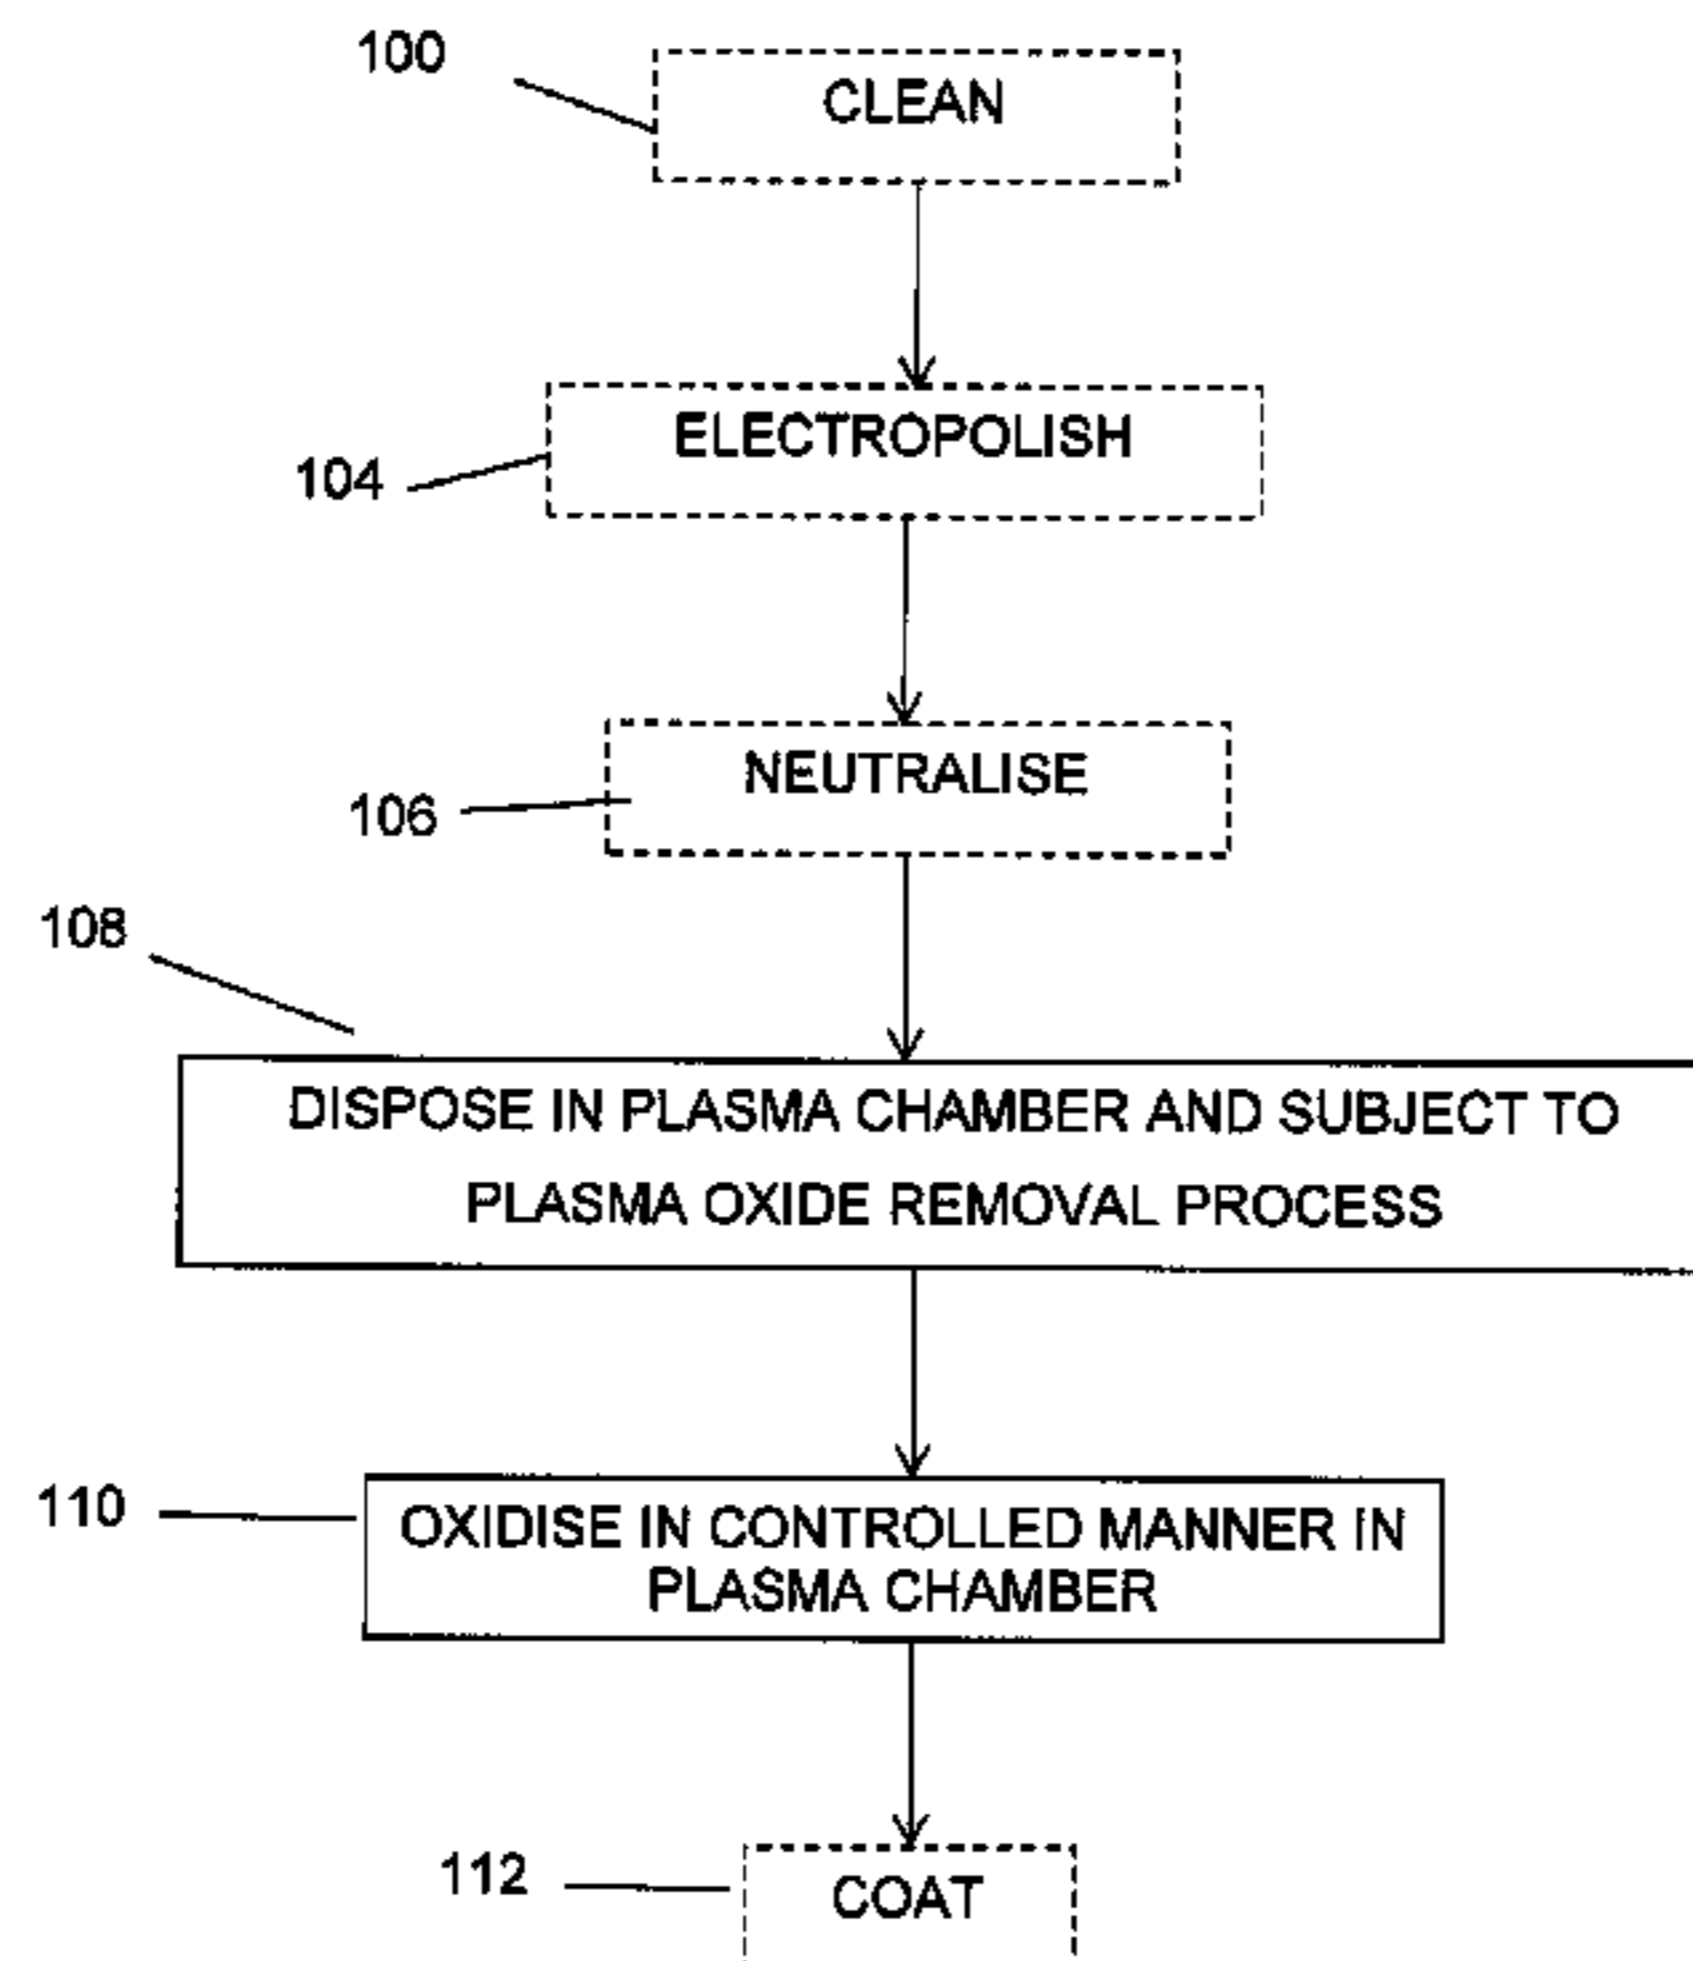 100
CLEAN
ELECTROPOLISH
104
NEUTRALISE
106
108
DISPOSE IN PLASMA CHAMBER AND SUBJECT TO
PLASMA OXIDE REMOVAL PROCESS
110
OXIDISE IN CONTROLLED MANNER IN
PLASMA CHAMBER
112
COAT